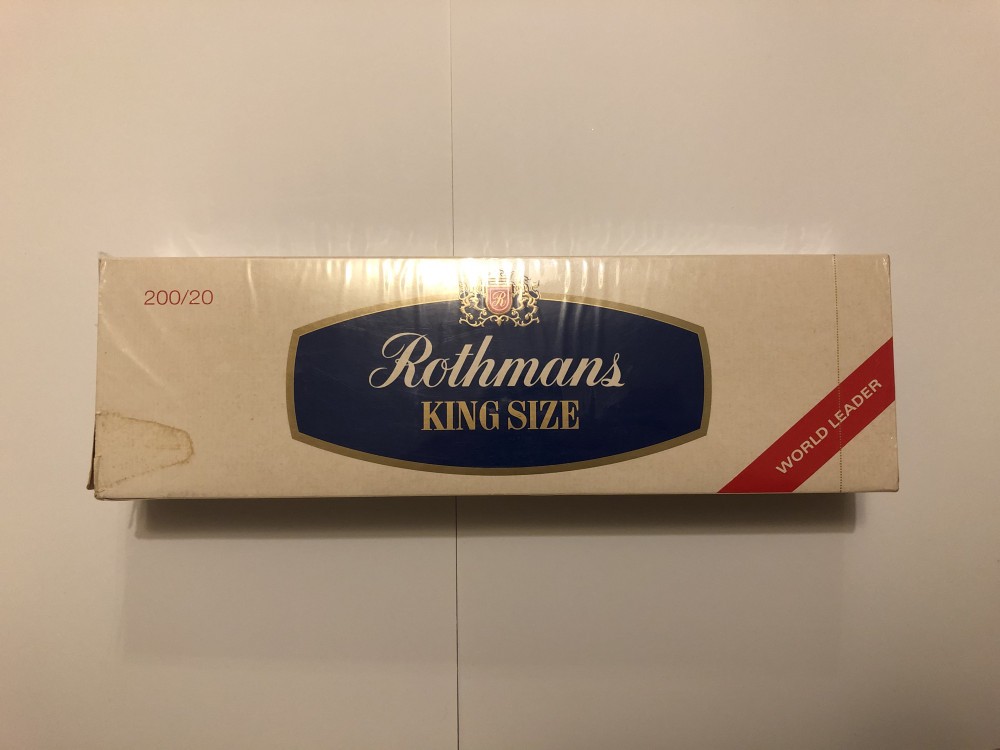 200/20
R
Rothmans
KING SIZE
WORLD LEADER